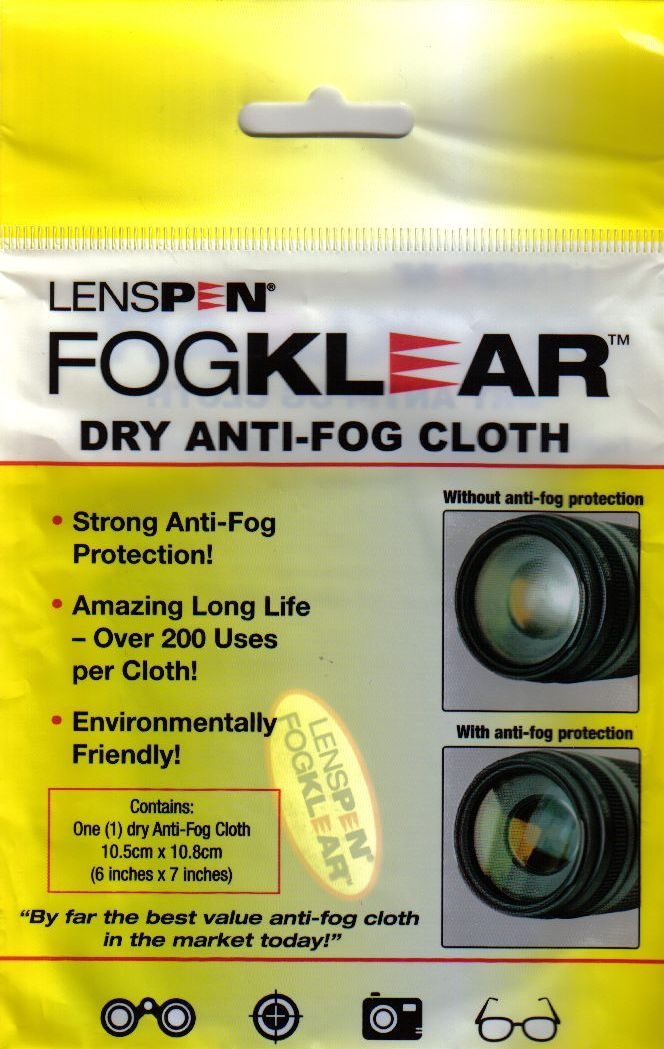 LENSPEN®
FOGKLEAR™
DRY ANTI-FOG CLOTH
• Strong Anti-Fog
Protection!
• Amazing Long Life
– Over 200 Uses
per Cloth!
• Environmentally
Friendly!
Contains:
One (1) dry Anti-Fog Cloth
10.5cm x 10.8cm
(6 inches x 7 inches)
LENSPEN®
FOGKLEAR™
"By far the best value anti-fog cloth
in the market today!"
Without anti-fog protection
With anti-fog protection